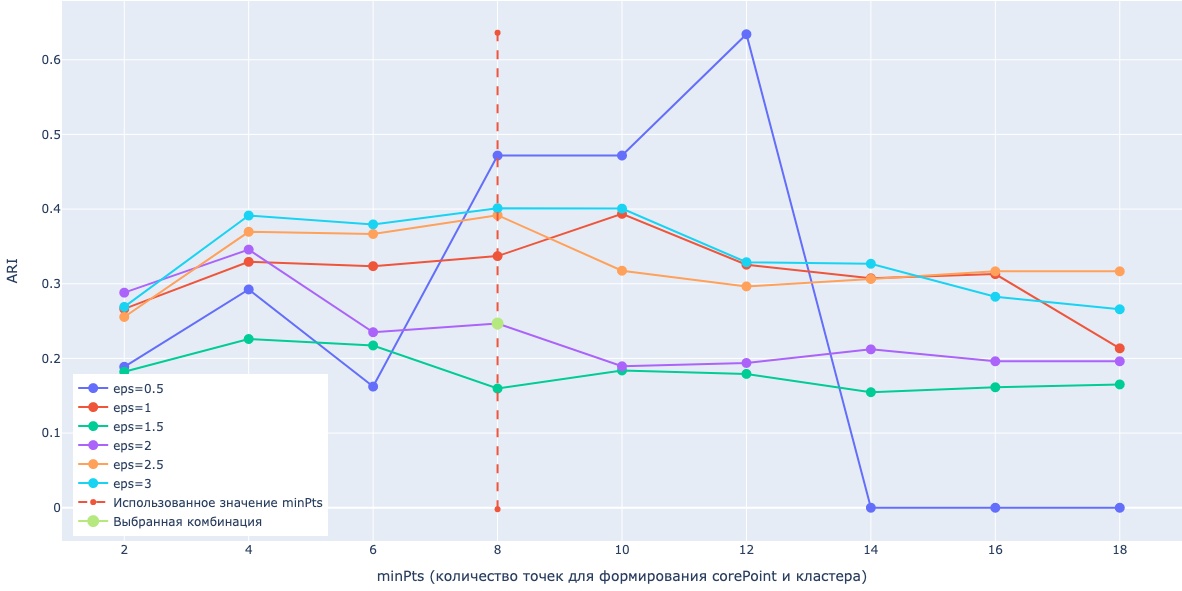 ARI
0.6
0.5
0.4
0.3
0.2
0.1
0
eps=0.5
eps=1
eps=1.5
eps=2
eps=2.5
eps=3
Использованное значение minPts
Выбранная комбинация
2 4 6 8 10 12 14 16 18
minPts (количество точек для формирования corePoint и кластера)